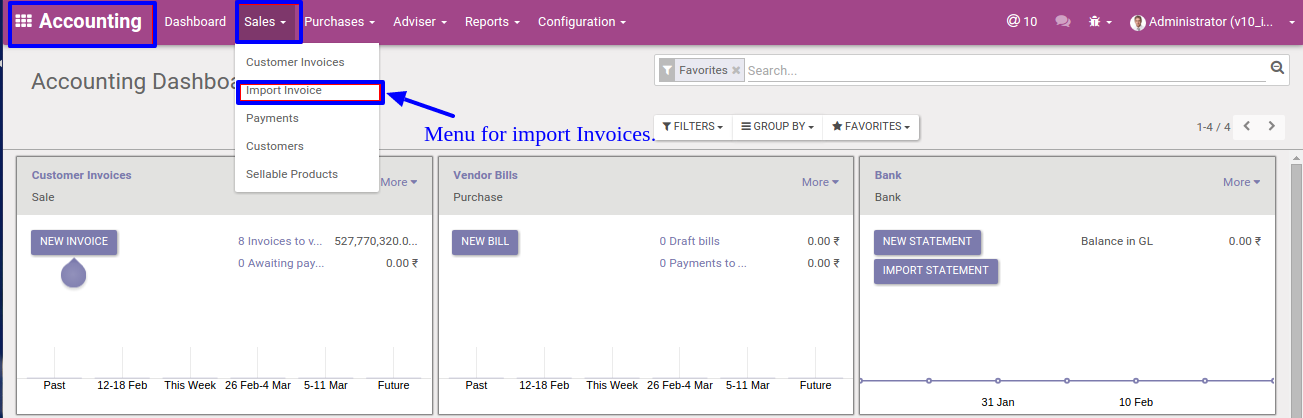 Accounting Dashboard Sales Purchases Adviser Reports Configuration @ 10 Administrator (v10_i...
Customer Invoices
Accounting Dashbo
Favorites Search...
Import Invoice
Payments
Menu for import Invoices.
FILTERS GROUP BY FAVORITES 1-4 / 4
Customers
Sellable Products
Customer Invoices More
Sale
Vendor Bills More
Purchase
Bank More
Bank
NEW INVOICE 8 Invoices to v... 527,770,320.0...
0 Awaiting pay... 0.00 ₹
NEW BILL 0 Draft bills 0.00 ₹
0 Payments to ... 0.00 ₹
NEW STATEMENT Balance in GL 0.00 ₹
IMPORT STATEMENT
Past 12-18 Feb This Week 26 Feb-4 Mar 5-11 Mar Future
Past 12-18 Feb This Week 26 Feb-4 Mar 5-11 Mar Future
31 Jan 10 Feb